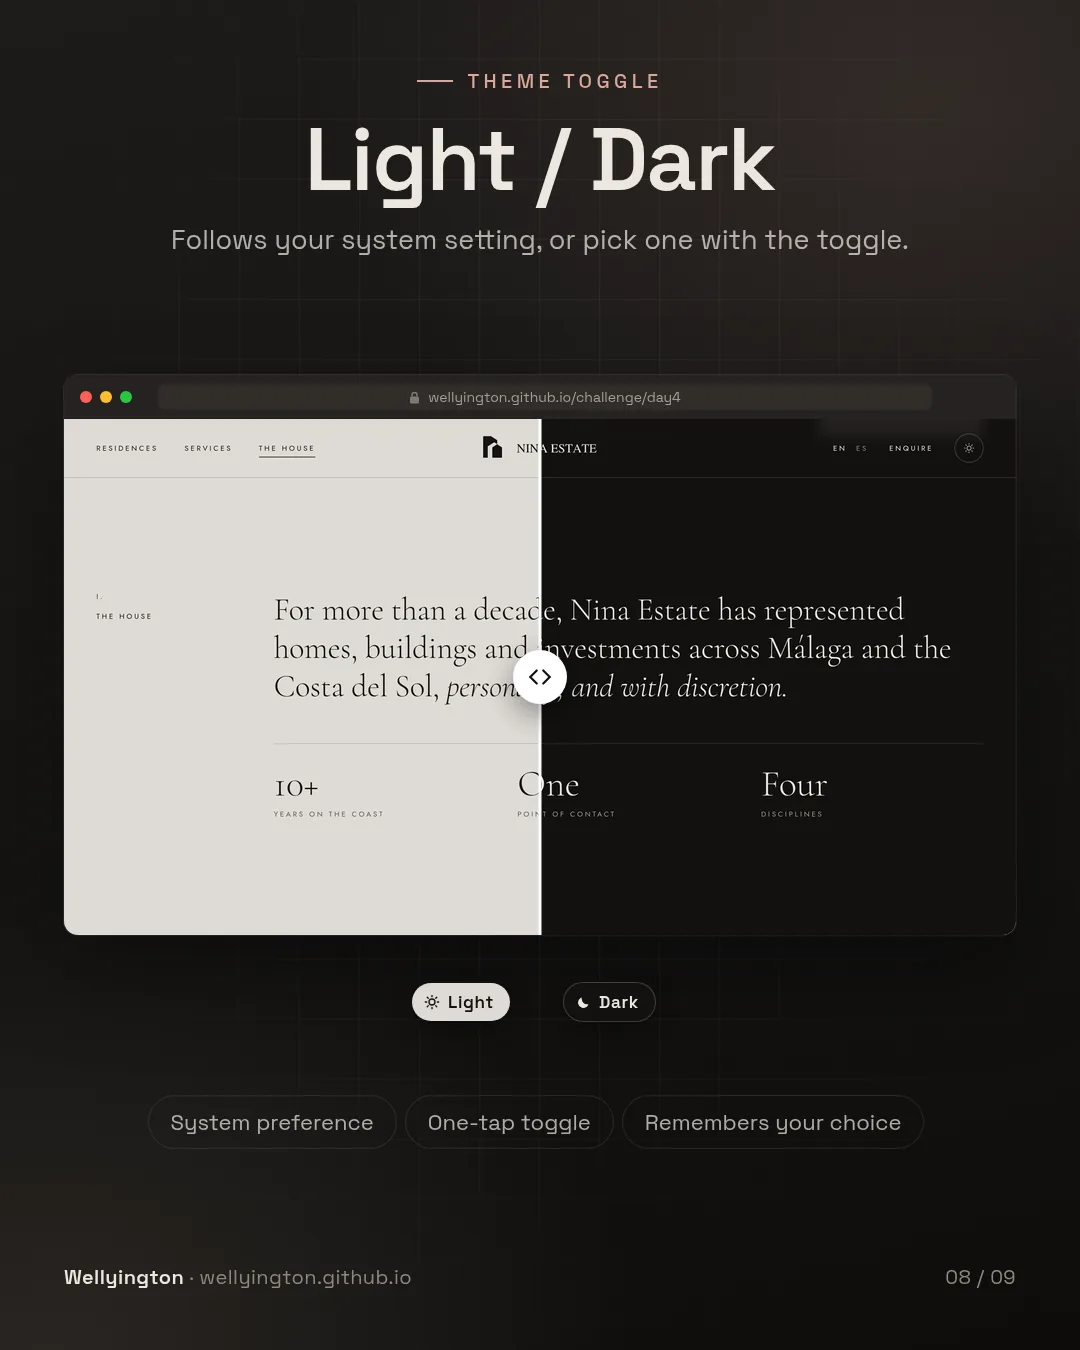 THEME TOGGLE
Light / Dark
Follows your system setting, or pick one with the toggle.
wellyington.github.io/challenge/day4
RESIDENCES SERVICES THE HOUSE NINA ESTATE EN ES ENQUIRE
I.
THE HOUSE
For more than a decade, Nina Estate has represented
homes, buildings and investments across Málaga and the
Costa del Sol, and with discretion.
10+ One Four
YEARS ON THE COAST POINT OF CONTACT DISCIPLINES
Light Dark
System preference One-tap toggle Remembers your choice
Wellyington · wellyington.github.io 08 / 09